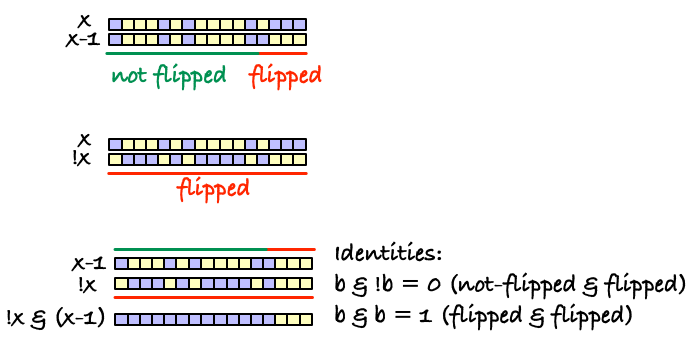 x
x-1
not flipped flipped
x
!x
flipped
x-1
!x
!x & (x-1)
Identities:
b & !b = 0 (not-flipped & flipped)
b & b = 1 (flipped & flipped)